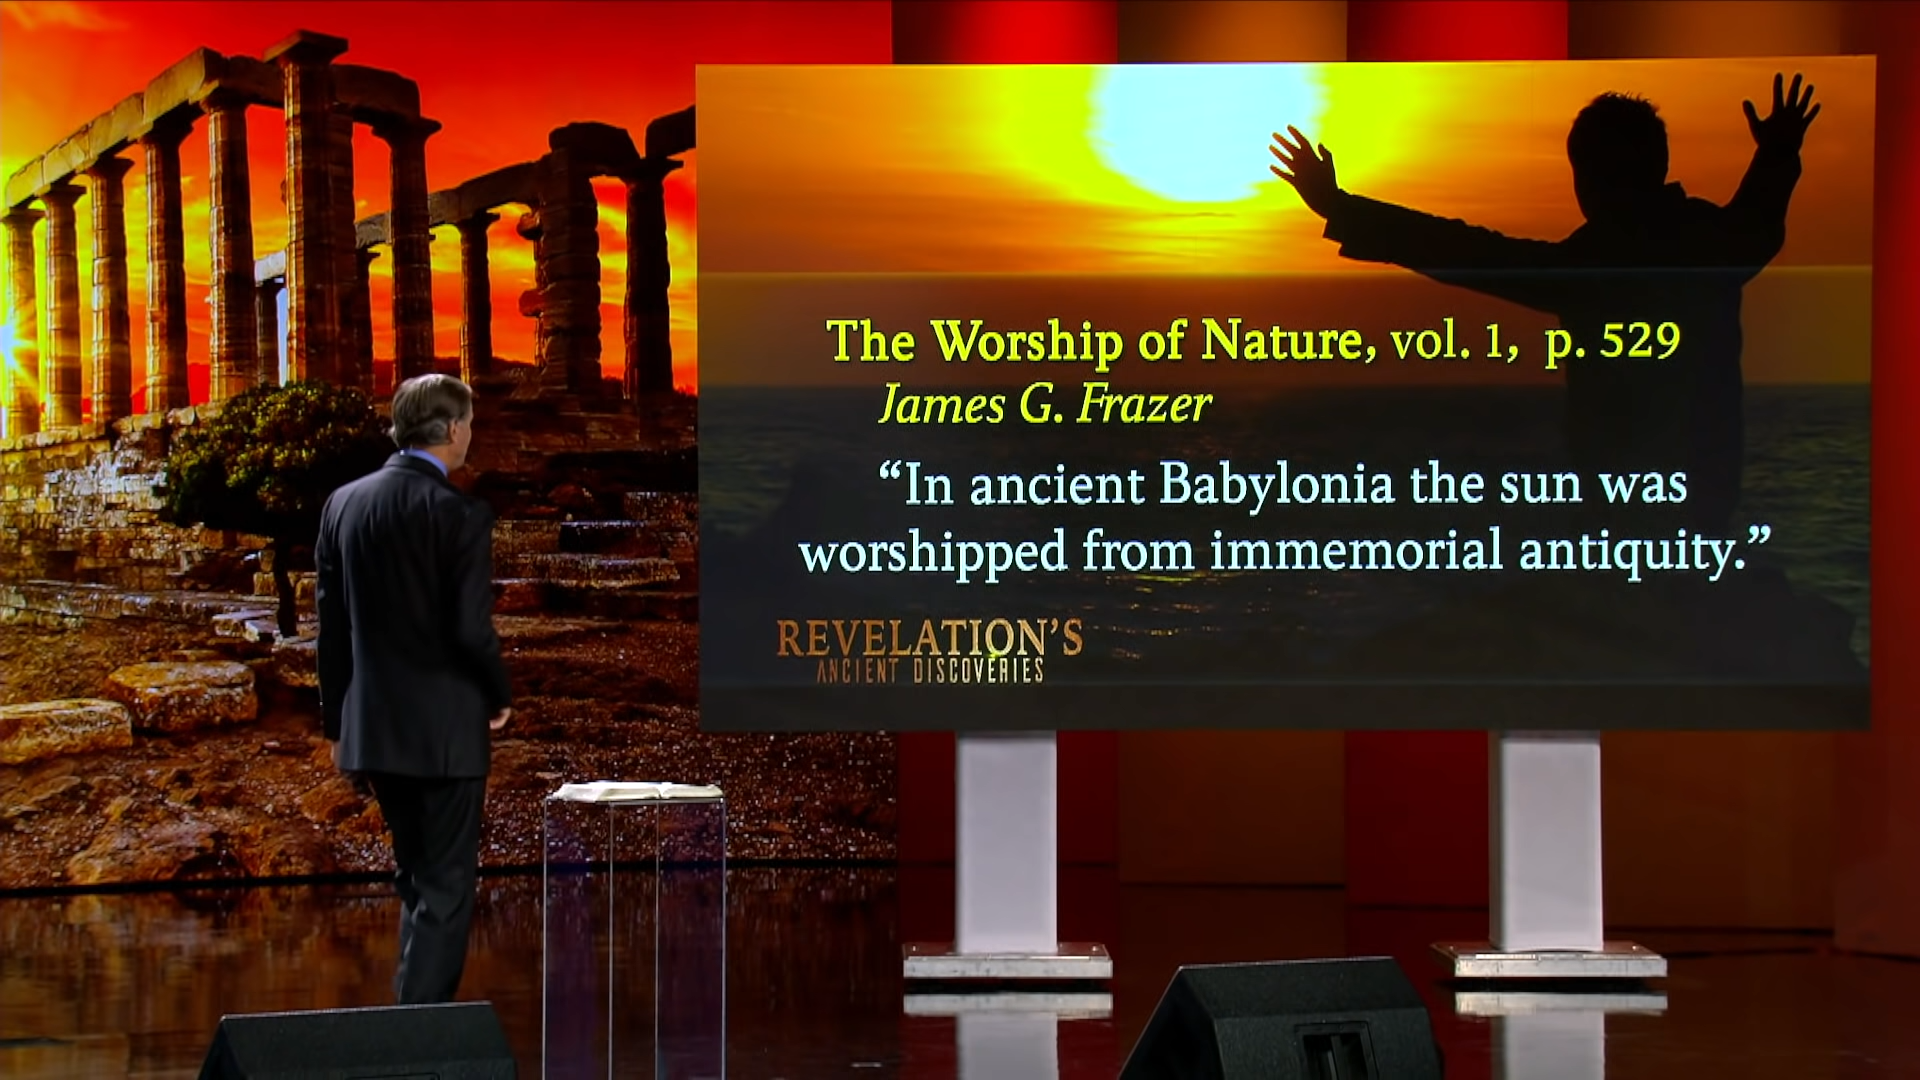 The Worship of Nature, vol. 1, p. 529
James G. Frazer
“In ancient Babylonia the sun was
worshipped from immemorial antiquity.”
REVELATION’S
ANCIENT DISCOVERIES